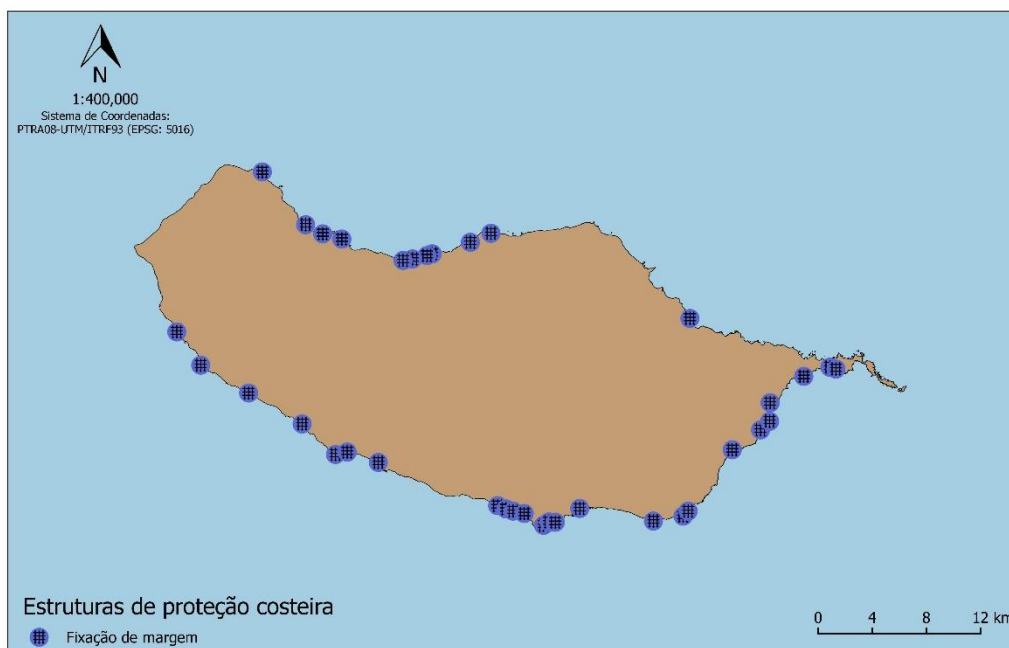 N
1:400,000
Sistema de Coordenadas:
PTRA08-UTM/ITRF93 (EPSG: 5016)
Estruturas de proteção costeira
Fixação de margem
0 4 8 12 km